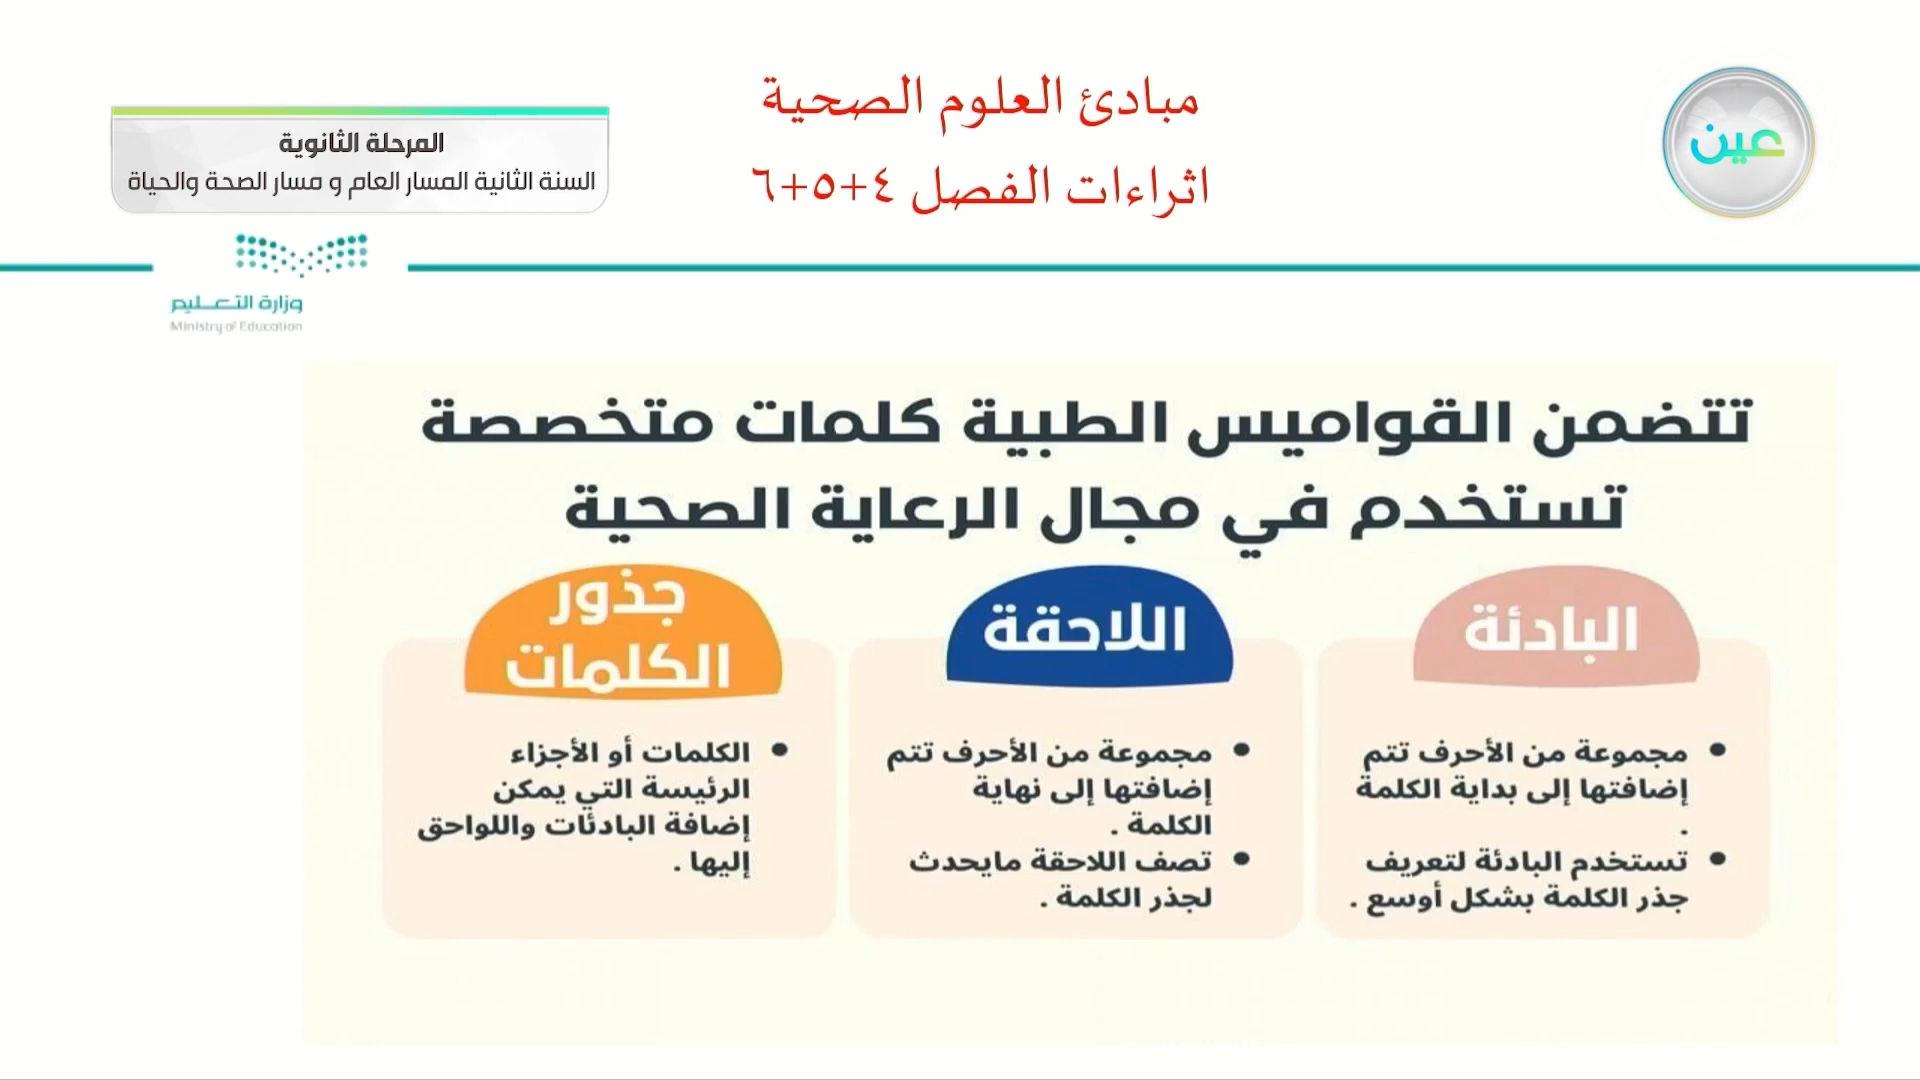 مبادئ العلوم الصحية
اثراءات الفصل ٤+٥+٦
عين
المرحلة الثانوية
السنة الثانية المسار العام و مسار الصحة والحياة
وزارة التعليم
Ministry of Education
تتضمن القواميس الطبية كلمات متخصصة
تستخدم في مجال الرعاية الصحية
البادئة
مجموعة من الأحرف تتم
إضافتها إلى بداية الكلمة
.
تستخدم البادئة لتعريف
جذر الكلمة بشكل أوسع .
اللاحقة
مجموعة من الأحرف تتم
إضافتها إلى نهاية
الكلمة .
تصف اللاحقة مايحدث
لجذر الكلمة .
جذور
الكلمات
الكلمات أو الأجزاء
الرئيسة التي يمكن
إضافة البادئات واللواحق
إليها .